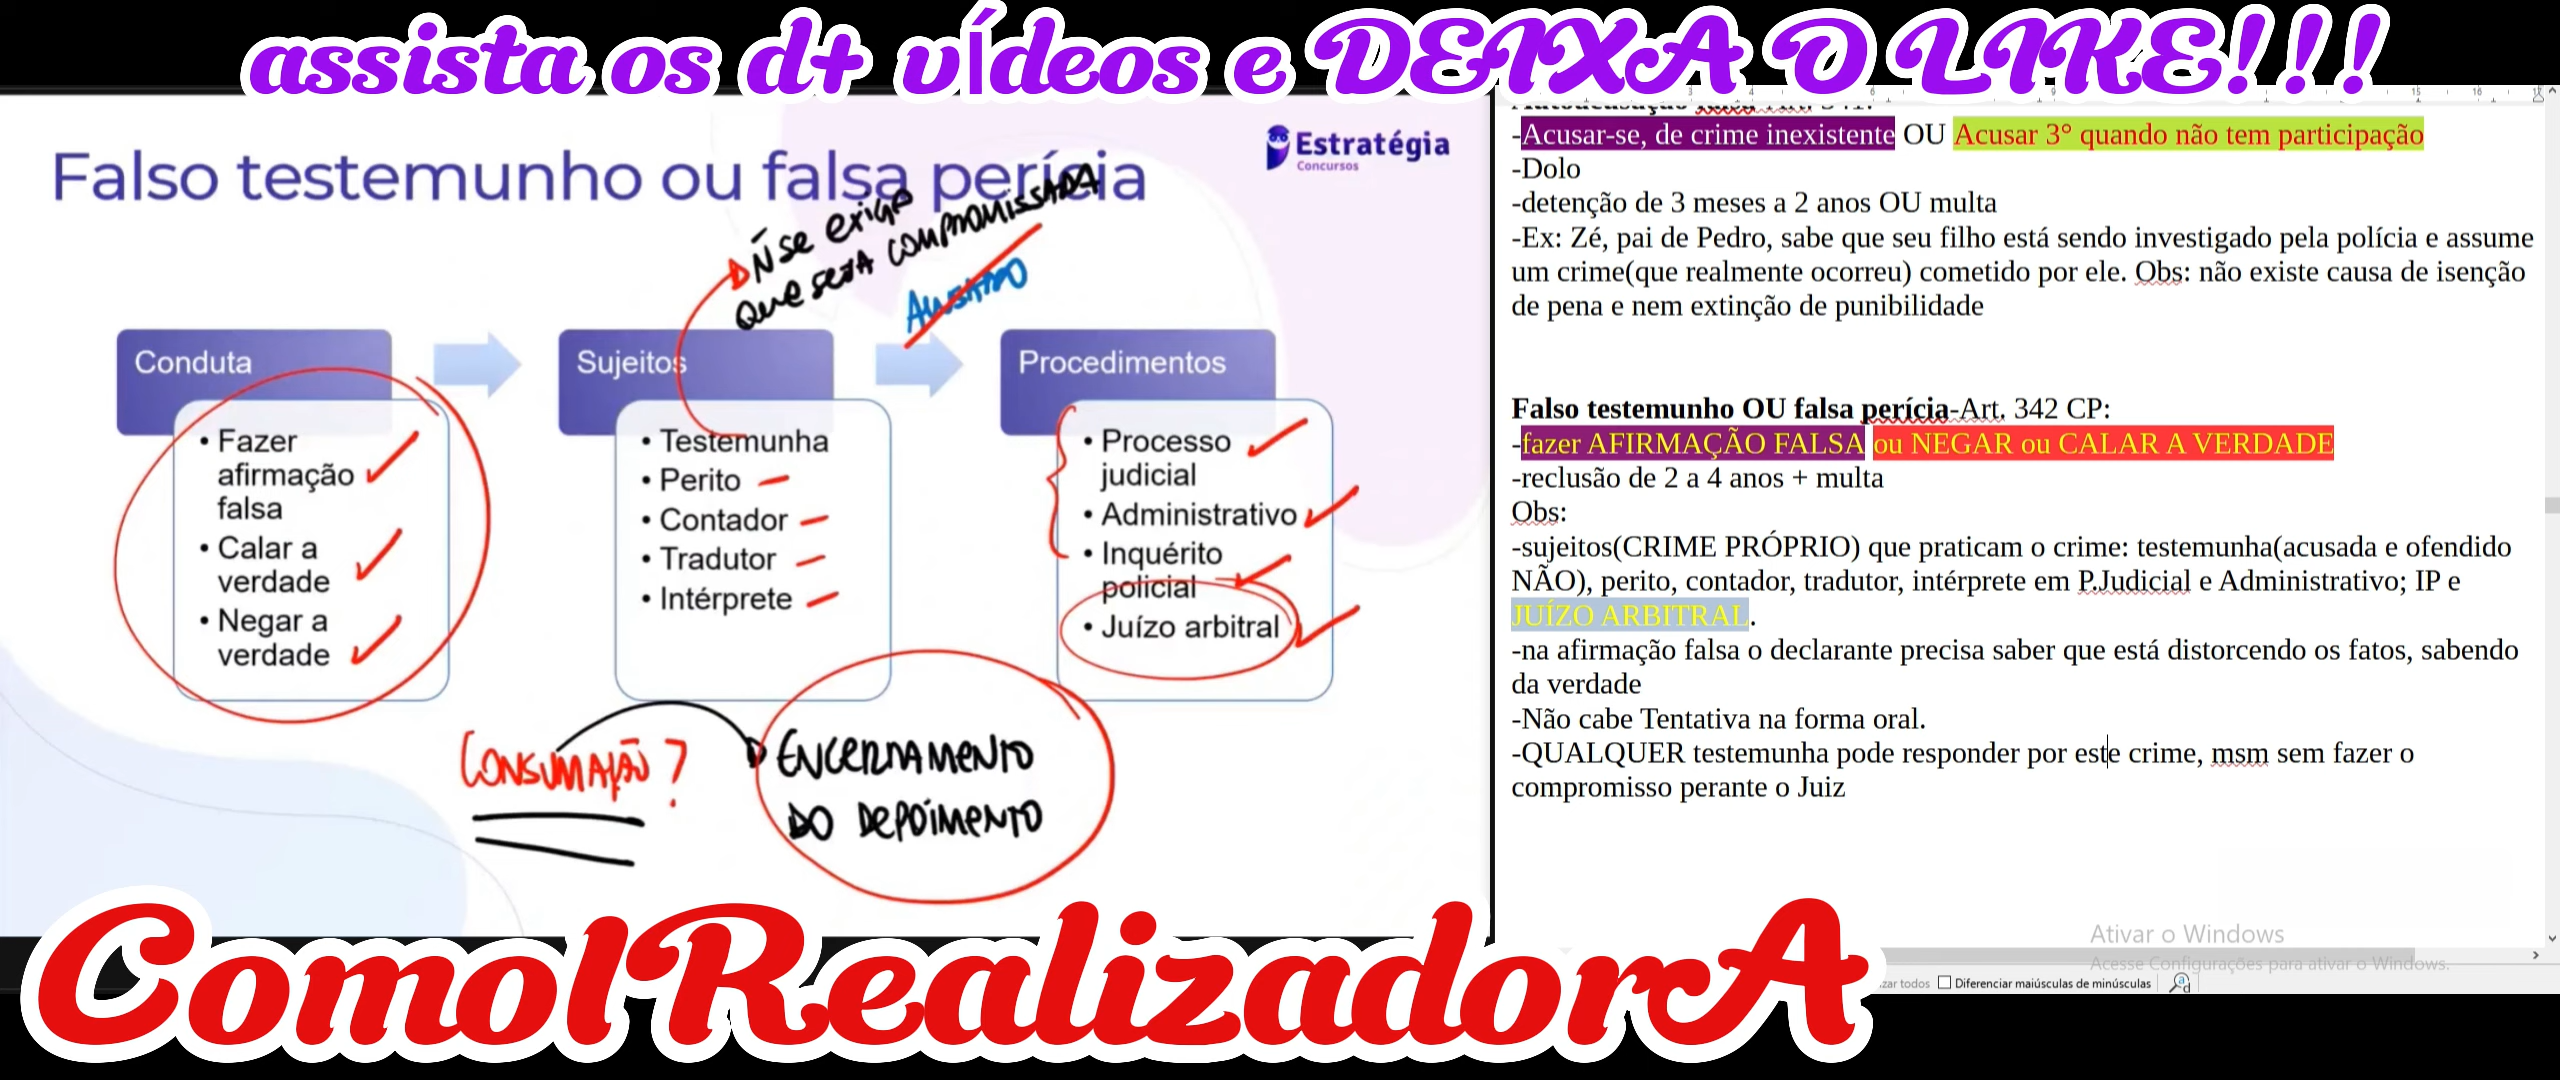 assista os d+ vídeos e DEIXA O LIKE!!!
Falso testemunho ou falsa perícia
Estratégia
Concursos
Ñ se exige
que seja compromissada
Conduta
• Fazer
afirmação
falsa
• Calar a
verdade
• Negar a
verdade
Sujeitos
• Testemunha
• Perito
• Contador
• Tradutor
• Intérprete
Procedimentos
• Processo
judicial
• Administrativo
• Inquérito
policial
• Juízo arbitral
CONSUMAÇÃO?
ENCERRAMENTO
DO DEPOIMENTO
-Acusar-se, de crime inexistente OU Acusar 3° quando não tem participação
-Dolo
-detenção de 3 meses a 2 anos OU multa
-Ex: Zé, pai de Pedro, sabe que seu filho está sendo investigado pela polícia e assume
um crime(que realmente ocorreu) cometido por ele. Obs: não existe causa de isenção
de pena e nem extinção de punibilidade
Falso testemunho OU falsa perícia-Art. 342 CP:
-fazer AFIRMAÇÃO FALSA ou NEGAR ou CALAR A VERDADE
-reclusão de 2 a 4 anos + multa
Obs:
-sujeitos(CRIME PRÓPRIO) que praticam o crime: testemunha(acusada e ofendido
NÃO), perito, contador, tradutor, intérprete em P.Judicial e Administrativo; IP e
JUÍZO ARBITRAL.
-na afirmação falsa o declarante precisa saber que está distorcendo os fatos, sabendo
da verdade
-Não cabe Tentativa na forma oral.
-QUALQUER testemunha pode responder por este crime, msm sem fazer o
compromisso perante o Juiz
Ativar o Windows
Acesse Configurações para ativar o Windows.
todos Diferenciar maiúsculas de minúsculas
ComolRealizadorA